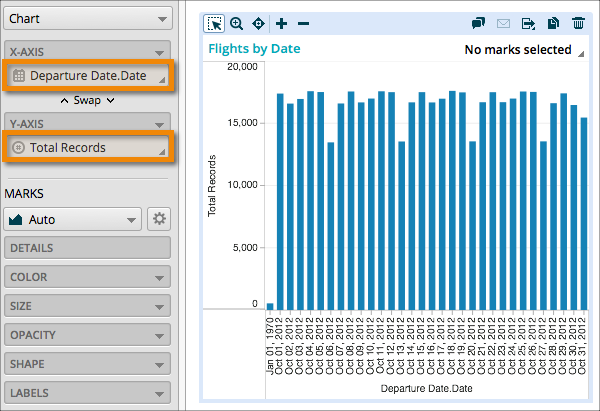 Chart
X-AXIS
Departure Date.Date
Swap
Y-AXIS
Total Records
MARKS
Auto
DETAILS
COLOR
SIZE
OPACITY
SHAPE
LABELS
Flights by Date
No marks selected
20,000
15,000
10,000
5,000
0
Total Records
Jan 01, 1970
Oct 01, 2012
Oct 02, 2012
Oct 03, 2012
Oct 04, 2012
Oct 05, 2012
Oct 06, 2012
Oct 07, 2012
Oct 08, 2012
Oct 09, 2012
Oct 10, 2012
Oct 11, 2012
Oct 12, 2012
Oct 13, 2012
Oct 14, 2012
Oct 15, 2012
Oct 16, 2012
Oct 17, 2012
Oct 18, 2012
Oct 19, 2012
Oct 20, 2012
Oct 21, 2012
Oct 22, 2012
Oct 23, 2012
Oct 24, 2012
Oct 25, 2012
Oct 26, 2012
Oct 27, 2012
Oct 28, 2012
Oct 29, 2012
Oct 30, 2012
Oct 31, 2012
Departure Date.Date